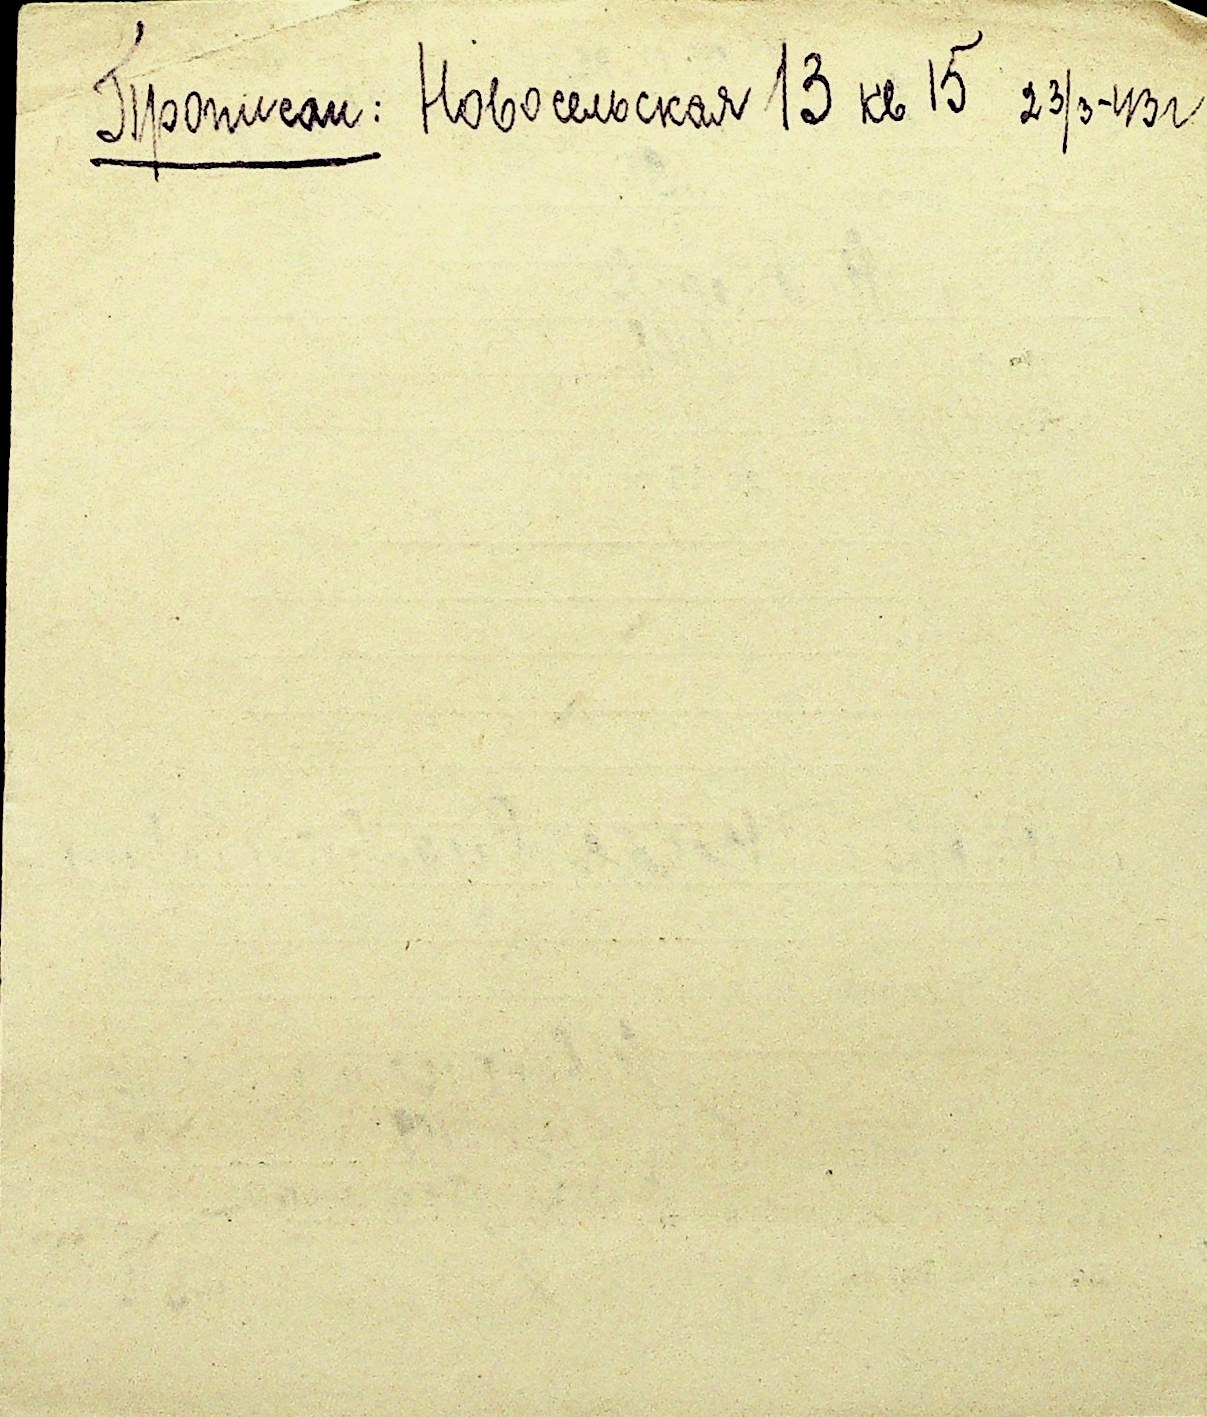 Прописан: Новосельская 13 кв 15 23/3-43г